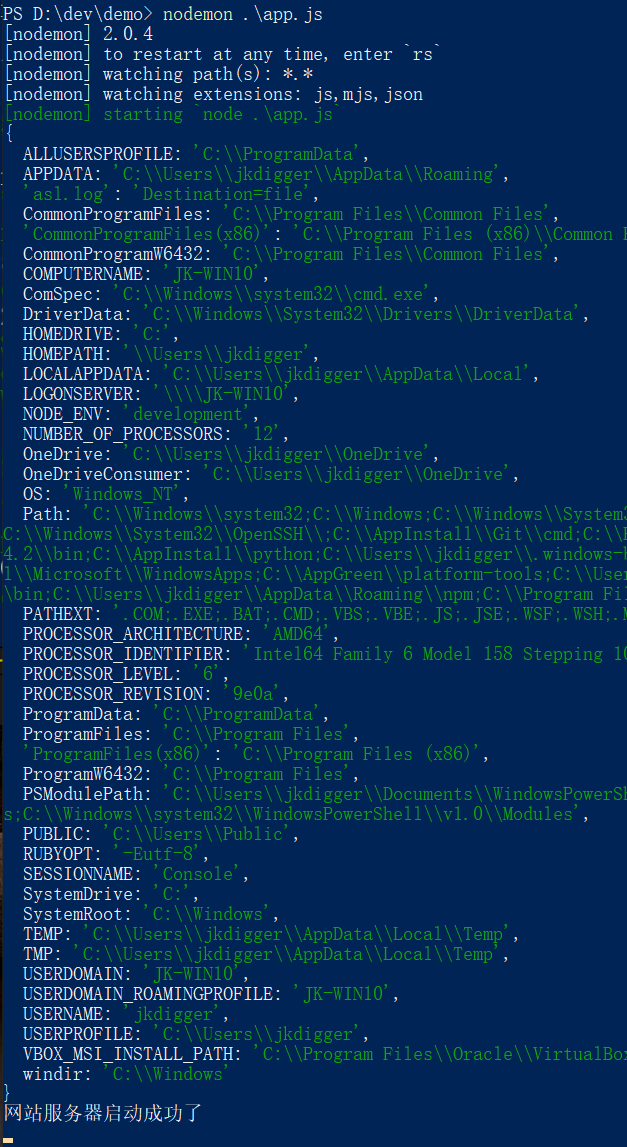 PS D:\dev\demo> nodemon .\app.js
[nodemon] 2.0.4
[nodemon] to restart at any time, enter `rs`
[nodemon] watching path(s): *.*
[nodemon] watching extensions: js,mjs,json
[nodemon] starting `node .\app.js`
{
  ALLUSERSPROFILE: 'C:\\ProgramData',
  APPDATA: 'C:\\Users\\jkdigger\\AppData\\Roaming',
  'asl.log': 'Destination=file',
  CommonProgramFiles: 'C:\\Program Files\\Common Files',
  'CommonProgramFiles(x86)': 'C:\\Program Files (x86)\\Common
  CommonProgramW6432: 'C:\\Program Files\\Common Files',
  COMPUTERNAME: 'JK-WIN10',
  ComSpec: 'C:\\Windows\\system32\\cmd.exe',
  DriverData: 'C:\\Windows\\System32\\Drivers\\DriverData',
  HOMEDRIVE: 'C:',
  HOMEPATH: '\\Users\\jkdigger',
  LOCALAPPDATA: 'C:\\Users\\jkdigger\\AppData\\Local',
  LOGONSERVER: '\\\\JK-WIN10',
  NODE_ENV: 'development',
  NUMBER_OF_PROCESSORS: '12',
  OneDrive: 'C:\\Users\\jkdigger\\OneDrive',
  OneDriveConsumer: 'C:\\Users\\jkdigger\\OneDrive',
  OS: 'Windows_NT',
  Path: 'C:\\Windows\\system32;C:\\Windows;C:\\Windows\\System3
C:\\Windows\\System32\\OpenSSH\\;C:\\AppInstall\\Git\\cmd;C:\\
4.2\\bin;C:\\AppInstall\\python;C:\\Users\\jkdigger\\.windows-
l\\Microsoft\\WindowsApps;C:\\AppGreen\\platform-tools;C:\\User
\\bin;C:\\Users\\jkdigger\\AppData\\Roaming\\npm;C:\\Program Fil
  PATHEXT: '.COM;.EXE;.BAT;.CMD;.VBS;.VBE;.JS;.JSE;.WSF;.WSH;.
  PROCESSOR_ARCHITECTURE: 'AMD64',
  PROCESSOR_IDENTIFIER: 'Intel64 Family 6 Model 158 Stepping 10
  PROCESSOR_LEVEL: '6',
  PROCESSOR_REVISION: '9e0a',
  ProgramData: 'C:\\ProgramData',
  ProgramFiles: 'C:\\Program Files',
  'ProgramFiles(x86)': 'C:\\Program Files (x86)',
  ProgramW6432: 'C:\\Program Files',
  PSModulePath: 'C:\\Users\\jkdigger\\Documents\\WindowsPowerSh
s;C:\\Windows\\system32\\WindowsPowerShell\\v1.0\\Modules',
  PUBLIC: 'C:\\Users\\Public',
  RUBYOPT: '-Eutf-8',
  SESSIONNAME: 'Console',
  SystemDrive: 'C:',
  SystemRoot: 'C:\\Windows',
  TEMP: 'C:\\Users\\jkdigger\\AppData\\Local\\Temp',
  TMP: 'C:\\Users\\jkdigger\\AppData\\Local\\Temp',
  USERDOMAIN: 'JK-WIN10',
  USERDOMAIN_ROAMINGPROFILE: 'JK-WIN10',
  USERNAME: 'jkdigger',
  USERPROFILE: 'C:\\Users\\jkdigger',
  VBOX_MSI_INSTALL_PATH: 'C:\\Program Files\\Oracle\\VirtualBox
  windir: 'C:\\Windows'
}
网站服务器启动成功了